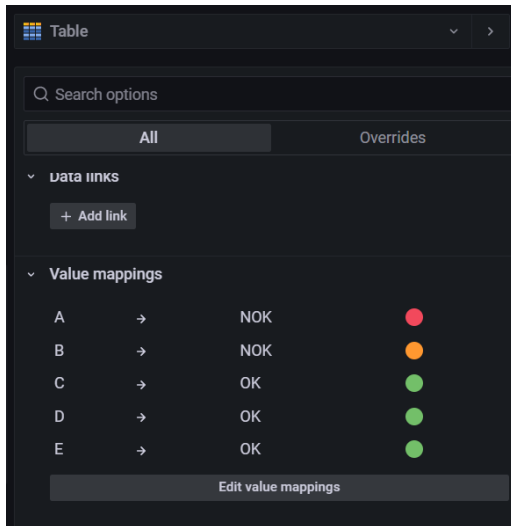 Table
Search options
All Overrides
Data links
+ Add link
Value mappings
A → NOK
B → NOK
C → OK
D → OK
E → OK
Edit value mappings